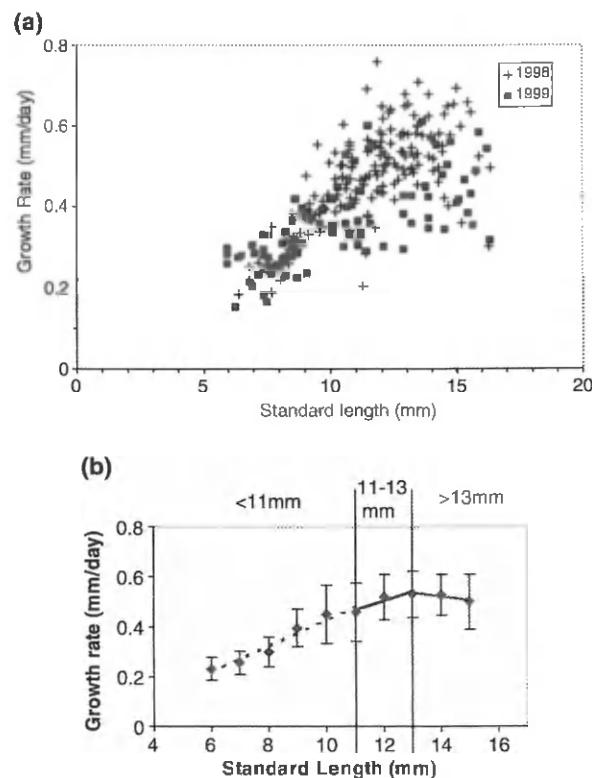 (a)
0.8
0.6
0.4
0.2
0
Growth Rate (mm/day)
+ 1998
■ 1999
0 5 10 15 20
Standard length (mm)
(b)
<11mm
11-13
mm
>13mm
0.8
0.6
0.4
0.2
0
Growth rate (mm/day)
4 6 8 10 12 14 16
Standard Length (mm)